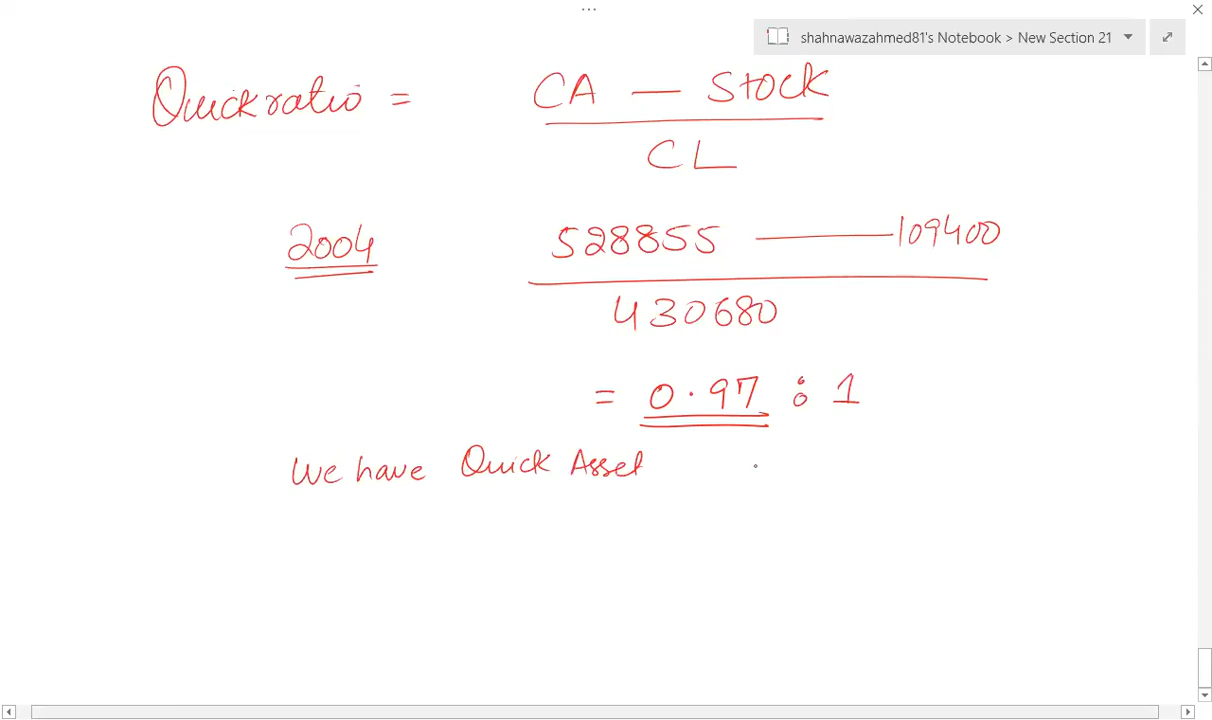 shahnawazahmed81's Notebook > New Section 21
Quick ratio = CA — Stock
CL
2004 528855 — 109400
430680
= 0.97 : 1
We have Quick Asset